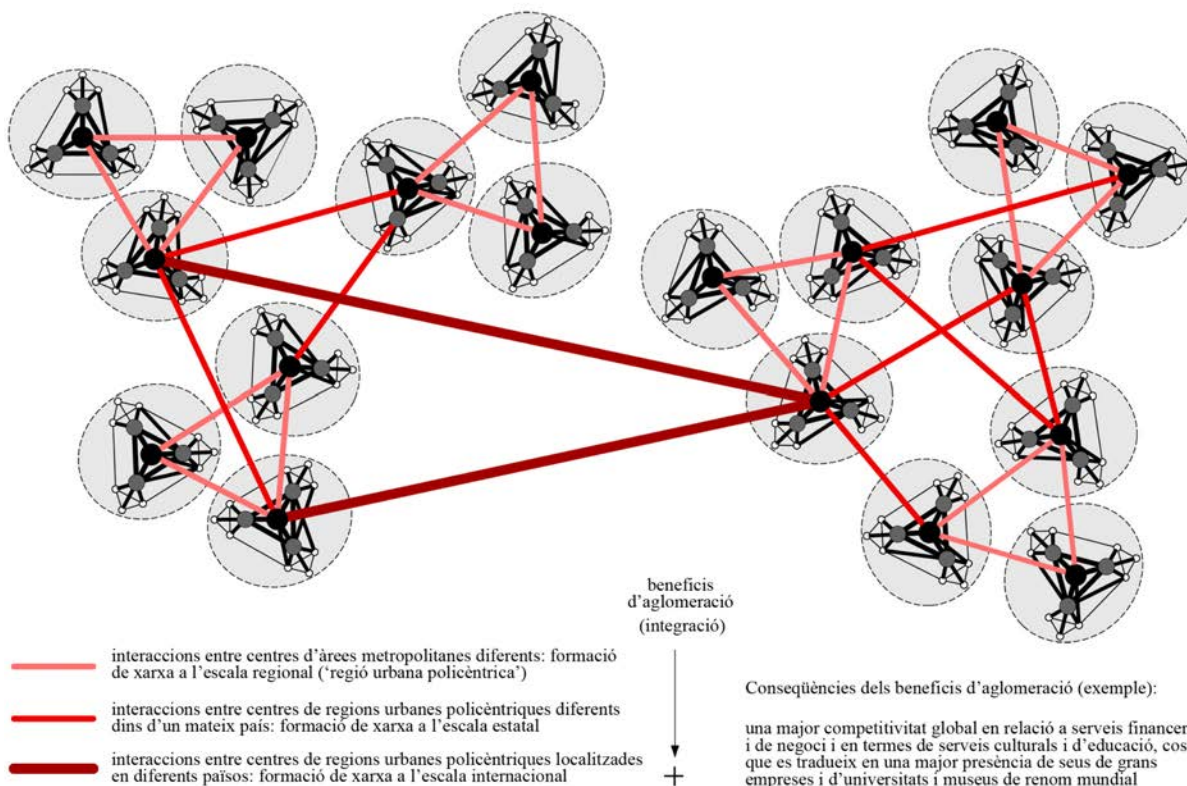 beneficis
d'aglomeració
(integració)
interaccions entre centres d'àrees metropolitanes diferents: formació
de xarxa a l'escala regional ('regió urbana policèntrica')
interaccions entre centres de regions urbanes policèntriques diferents
dins d'un mateix país: formació de xarxa a l'escala estatal
interaccions entre centres de regions urbanes policèntriques localitzades
en diferents països: formació de xarxa a l'escala internacional
+
Conseqüències dels beneficis d'aglomeració (exemple):
una major competitivitat global en relació a serveis financer
i de negoci i en termes de serveis culturals i d'educació, cos
que es tradueix en una major presència de seus de grans
empreses i d'universitats i museus de renom mundial